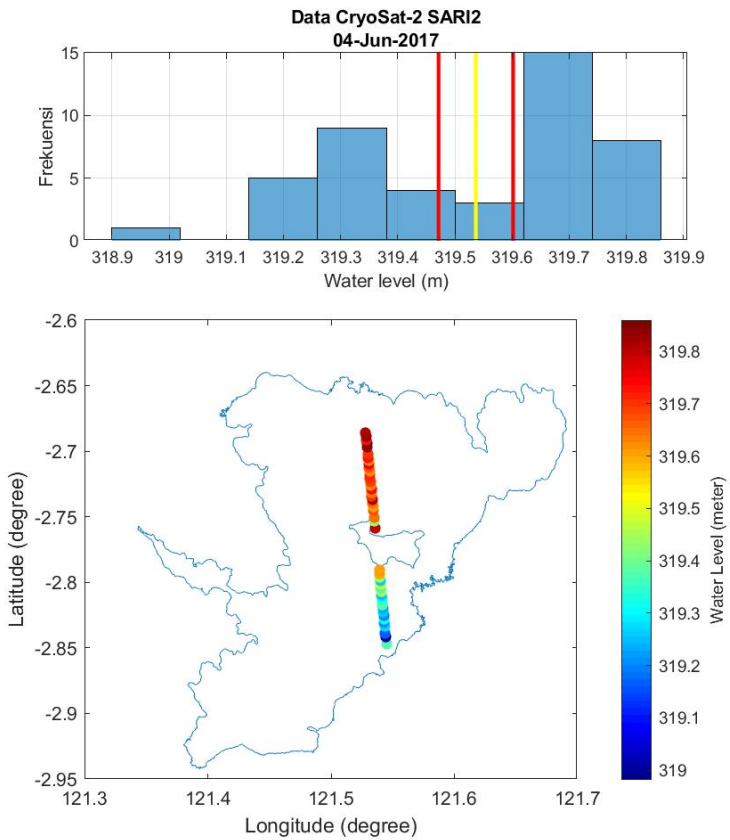 Data CryoSat-2 SARI2
04-Jun-2017
15
10
5
0
Frekuensi
318.9 319 319.1 319.2 319.3 319.4 319.5 319.6 319.7 319.8 319.9
Water level (m)
-2.6
-2.65
-2.7
-2.75
-2.8
-2.85
-2.9
-2.95
Latitude (degree)
121.3 121.4 121.5 121.6 121.7
Longitude (degree)
319.8
319.7
319.6
319.5
319.4
319.3
319.2
319.1
319
Water Level (meter)